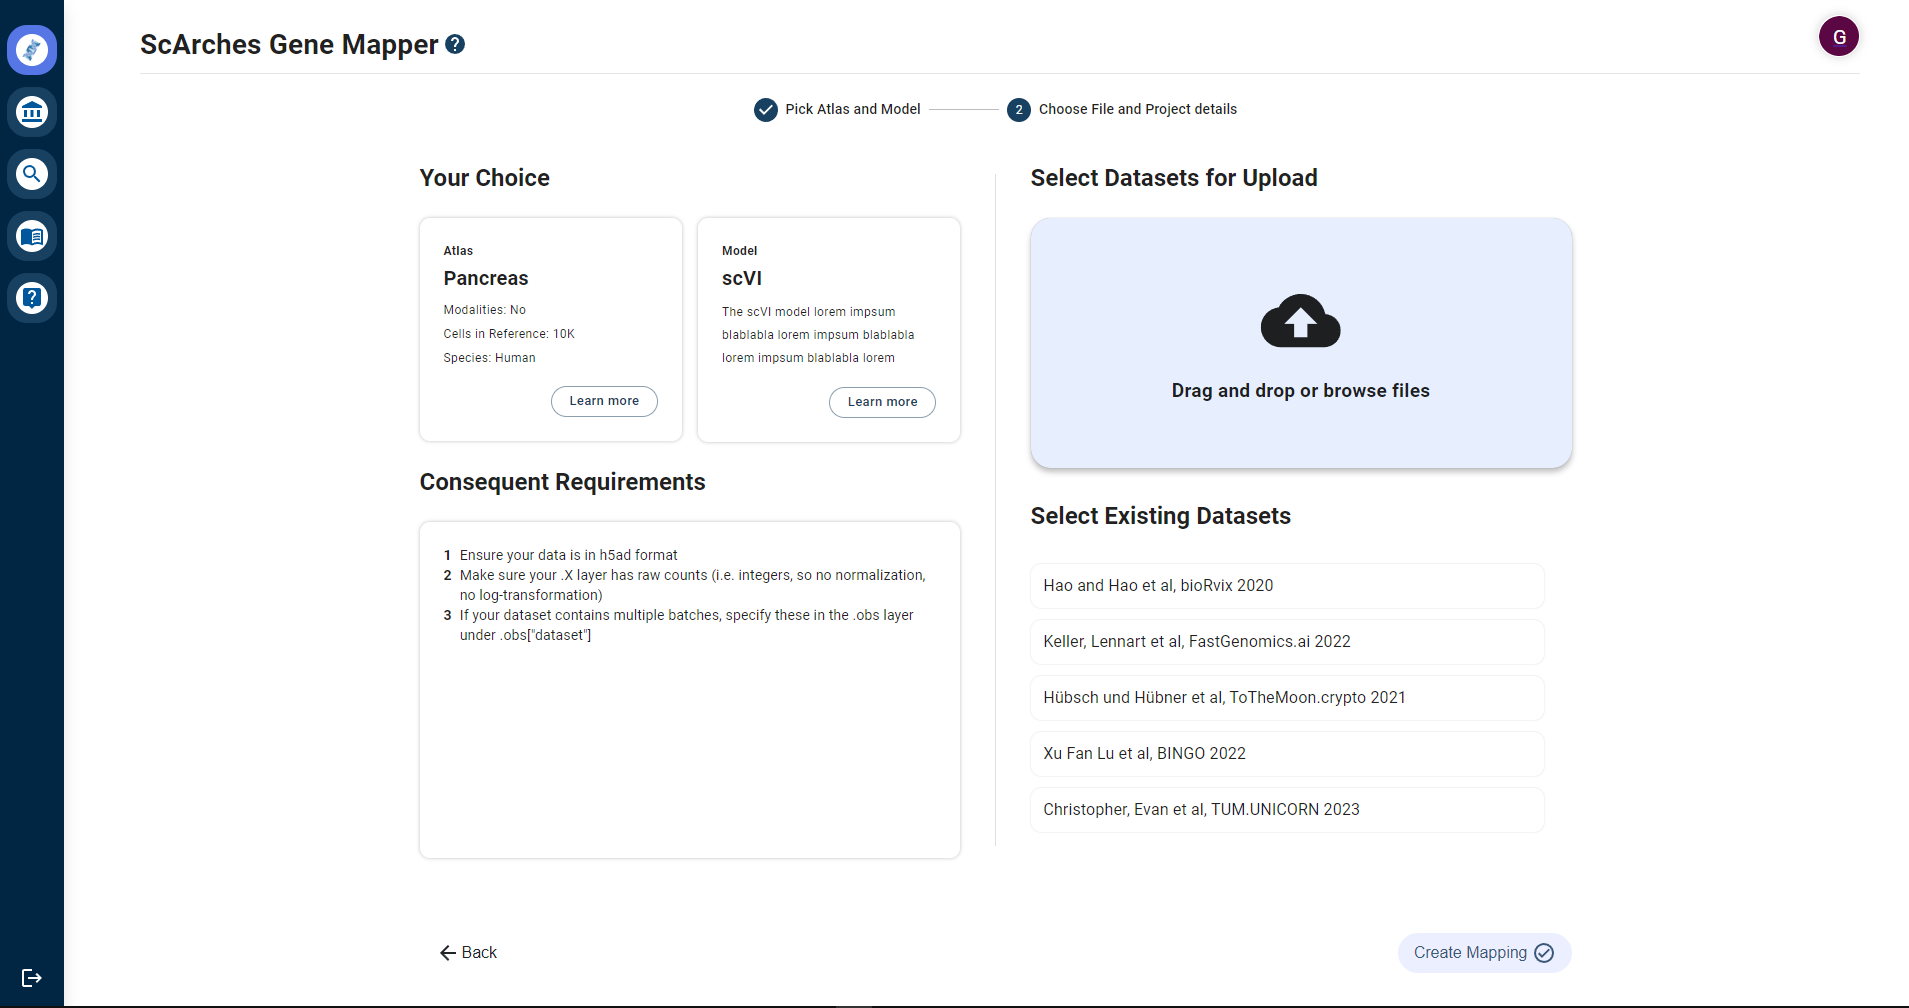 ScArches Gene Mapper ?
G
Pick Atlas and Model
2 Choose File and Project details
Your Choice
Atlas
Pancreas
Modalities: No
Cells in Reference: 10K
Species: Human
Learn more
Model
scVI
The scVI model lorem impsum
blablabla lorem impsum blablabla
lorem impsum blablabla lorem
Learn more
Consequent Requirements
1 Ensure your data is in h5ad format
2 Make sure your .X layer has raw counts (i.e. integers, so no normalization,
no log-transformation)
3 If your dataset contains multiple batches, specify these in the .obs layer
under .obs["dataset"]
Select Datasets for Upload
Drag and drop or browse files
Select Existing Datasets
Hao and Hao et al, bioRvix 2020
Keller, Lennart et al, FastGenomics.ai 2022
Hübsch und Hübner et al, ToTheMoon.crypto 2021
Xu Fan Lu et al, BINGO 2022
Christopher, Evan et al, TUM.UNICORN 2023
Back
Create Mapping